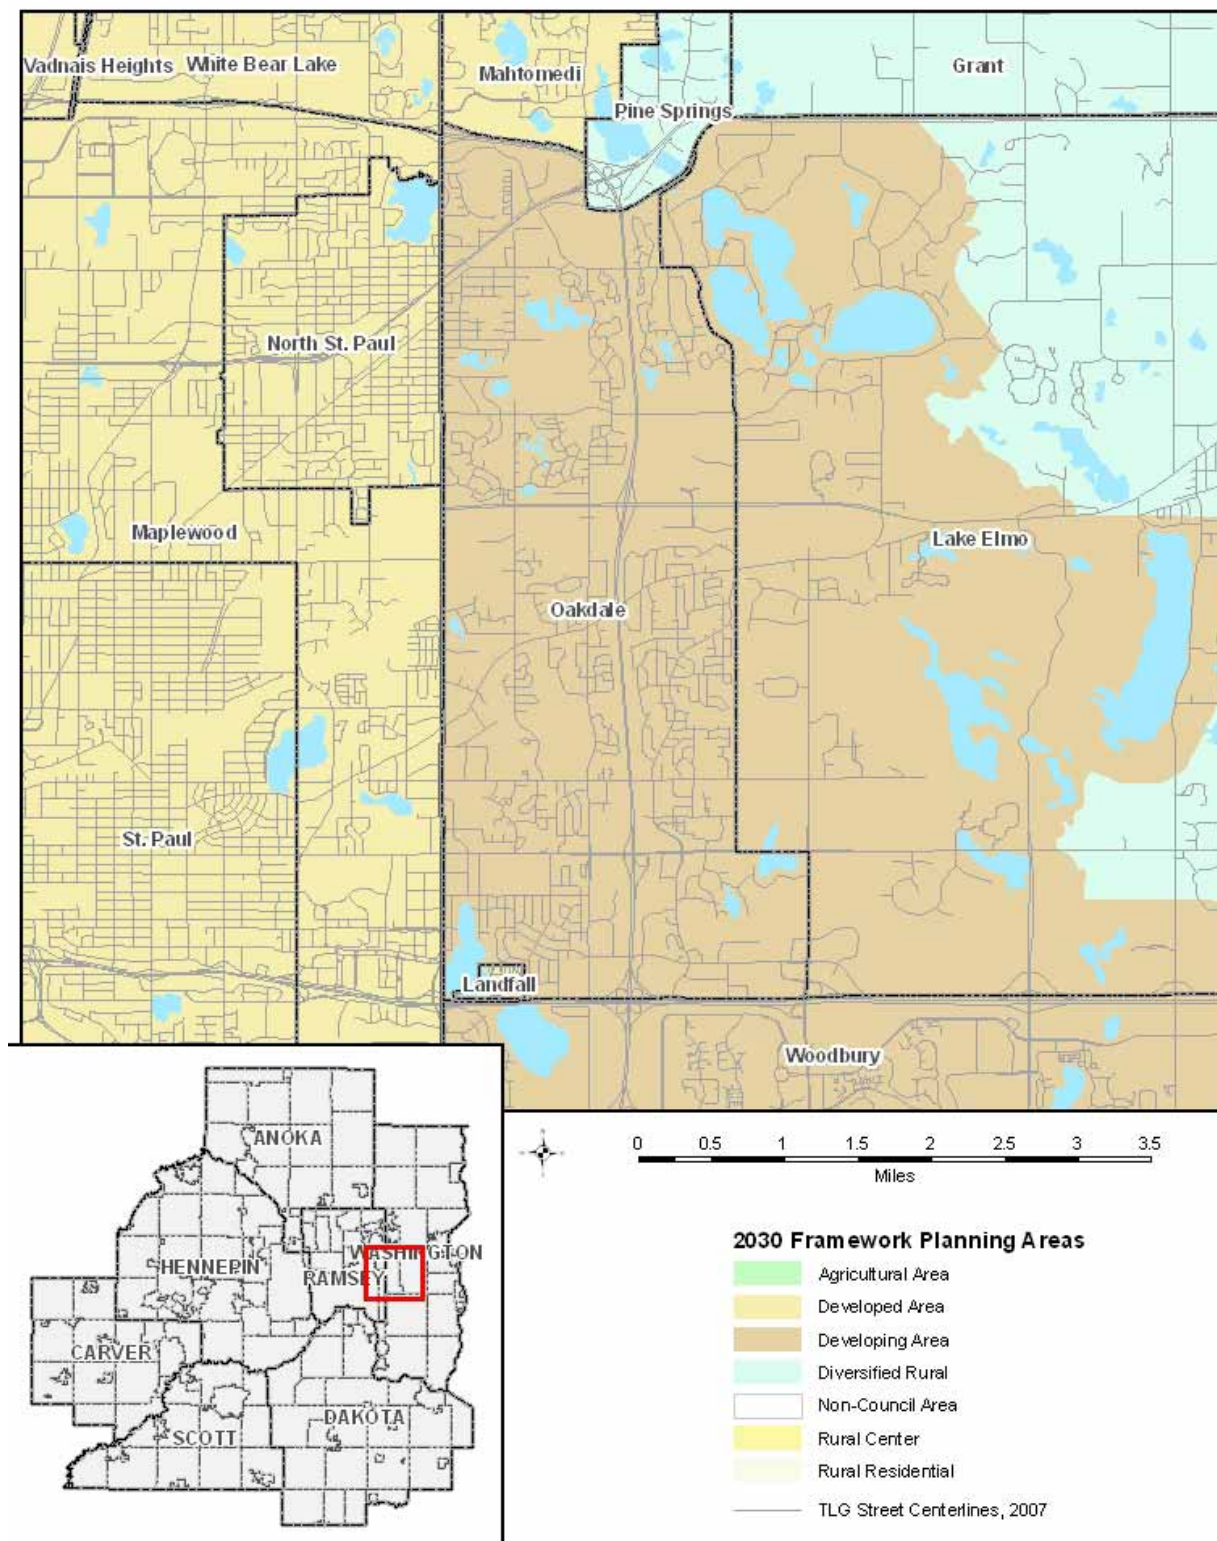 Vadnais Heights
White Bear Lake
Mahtomedi
Grant
Pine Springs
North St. Paul
Maplewood
Lake Elmo
Oakdale
St. Paul
Landfall
Woodbury
ANOKA
HENNEPIN
WASHINGTON
RAMSEY
CARVER
SCOTT
DAKOTA
0 0.5 1 1.5 2 2.5 3 3.5
Miles
2030 Framework Planning Areas
Agricultural Area
Developed Area
Developing Area
Diversified Rural
Non-Council Area
Rural Center
Rural Residential
TLG Street Centerlines, 2007